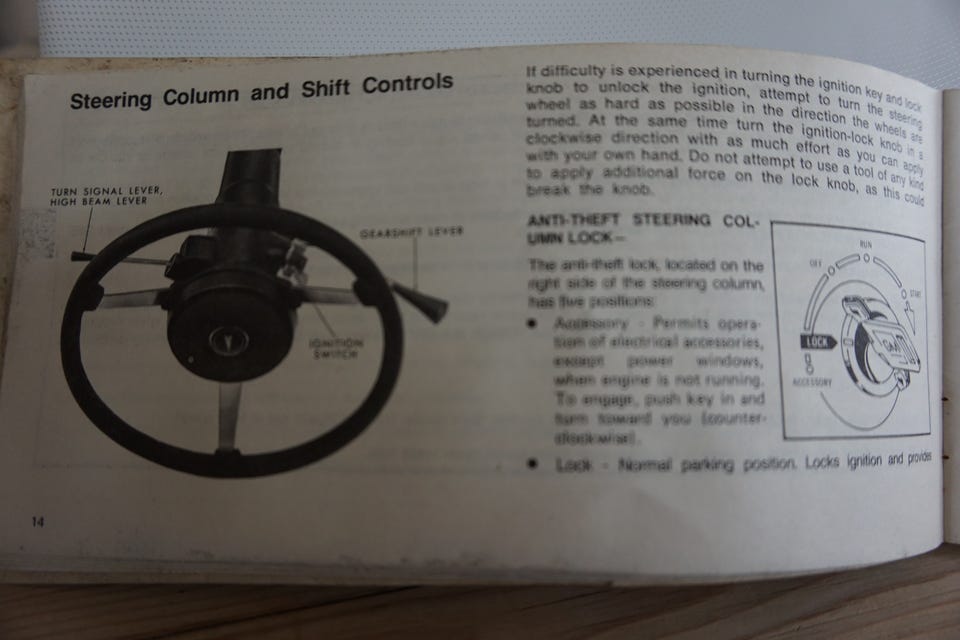 Steering Column and Shift Controls
TURN SIGNAL LEVER,
HIGH BEAM LEVER
GEARSHIFT LEVER
IGNITION
SWITCH
14
If difficulty is experienced in turning the ignition key and lock
knob to unlock the ignition, attempt to turn the steering
wheel as hard as possible in the direction the wheels are
turned. At the same time turn the ignition-lock knob in a
clockwise direction with as much effort as you can apply
with your own hand. Do not attempt to use a tool of any kind
to apply additional force on the lock knob, as this could
break the knob.
ANTI-THEFT STEERING COL-
UMN LOCK—
The anti-theft lock, located on the
right side of the steering column,
has five positions:
• Accessory - Permits opera-
tion of electrical accessories,
except power windows,
when engine is not running.
To engage, push key in and
turn toward you (counter-
clockwise).
OFF
RUN
START
LOCK
ACCESSORY
GM
• Lock - Normal parking position. Locks ignition and provides